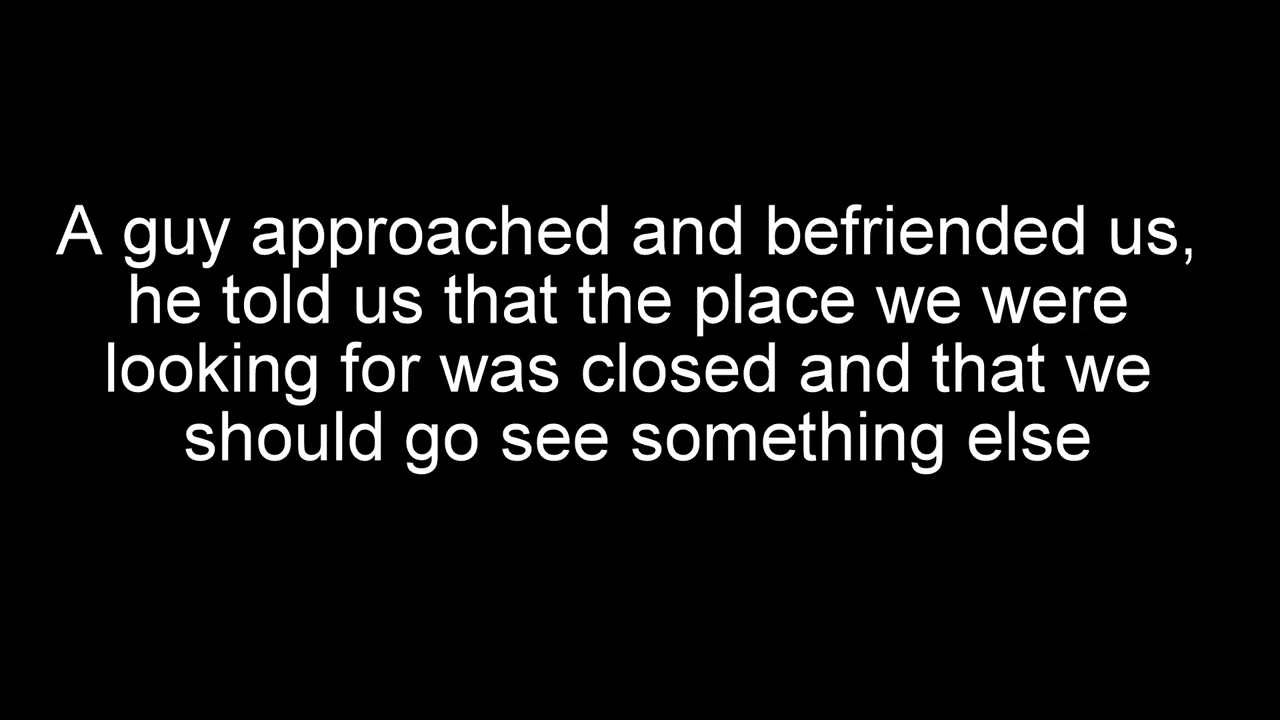 A guy approached and befriended us,
he told us that the place we were
looking for was closed and that we
should go see something else